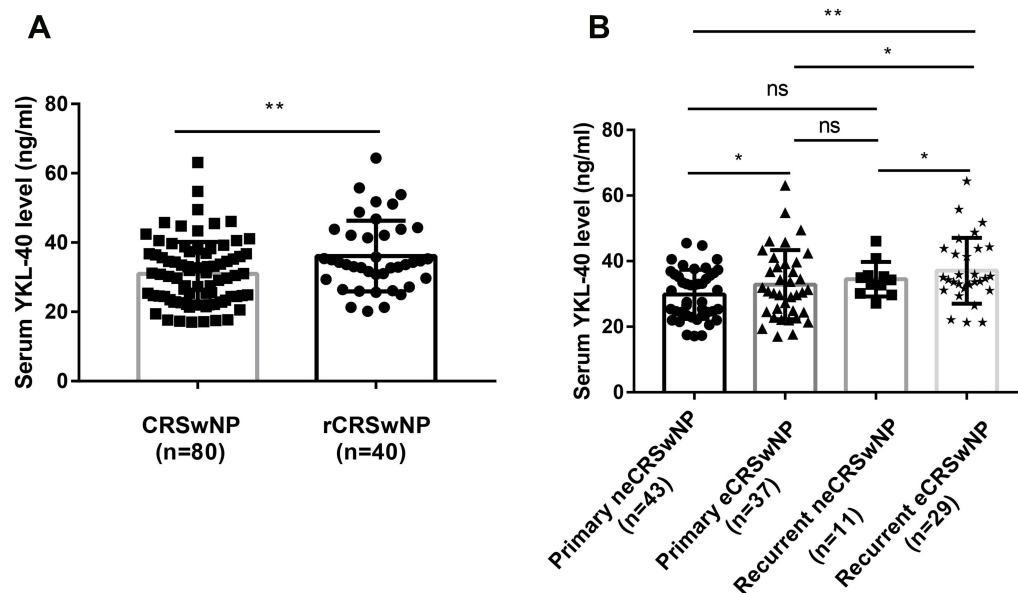 A
Serum YKL-40 level (ng/ml)
80
60
40
20
0
**
CRSwNP
(n=80)
rCRSwNP
(n=40)
B
Serum YKL-40 level (ng/ml)
80
60
40
20
0
**
*
ns
ns
*
*
Primary neCRSwNP
(n=43)
Primary eCRSwNP
(n=37)
Recurrent neCRSwNP
(n=11)
Recurrent eCRSwNP
(n=29)